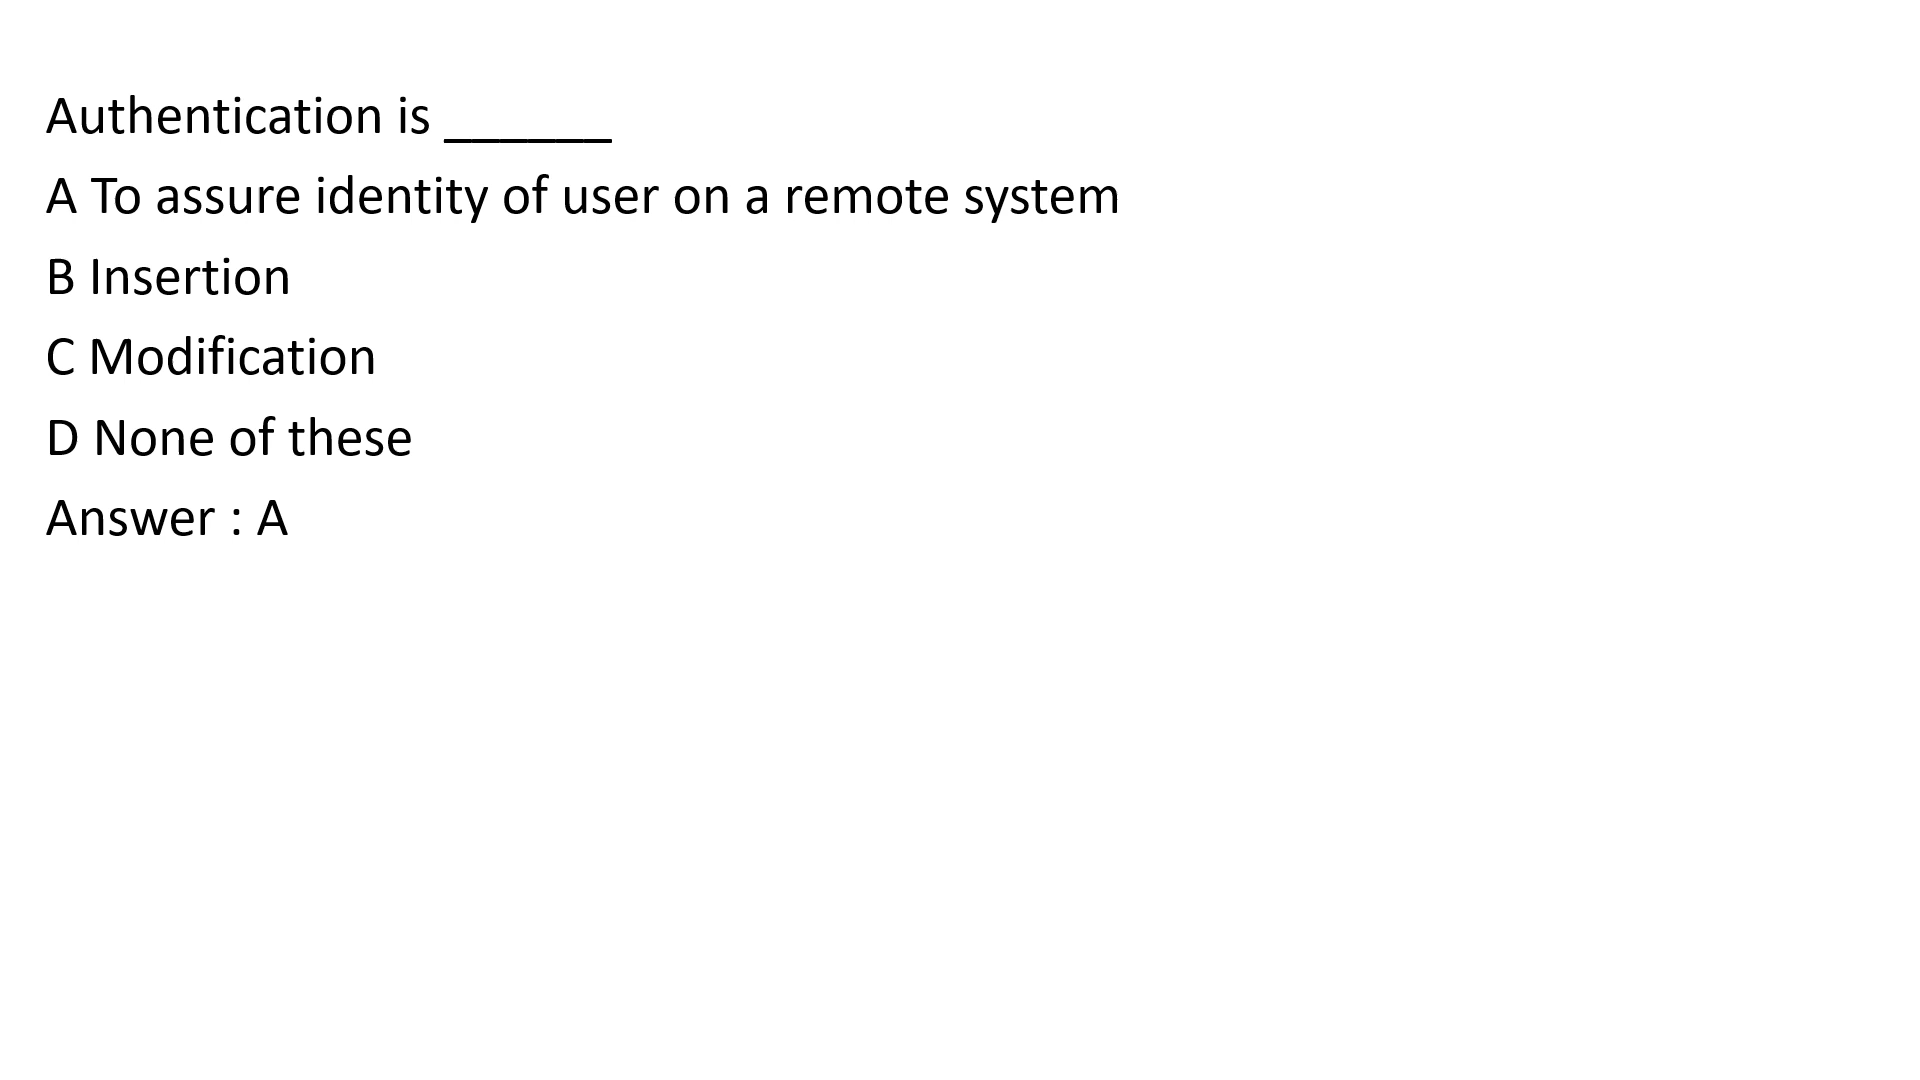 Authentication is ______
A To assure identity of user on a remote system
B Insertion
C Modification
D None of these
Answer : A